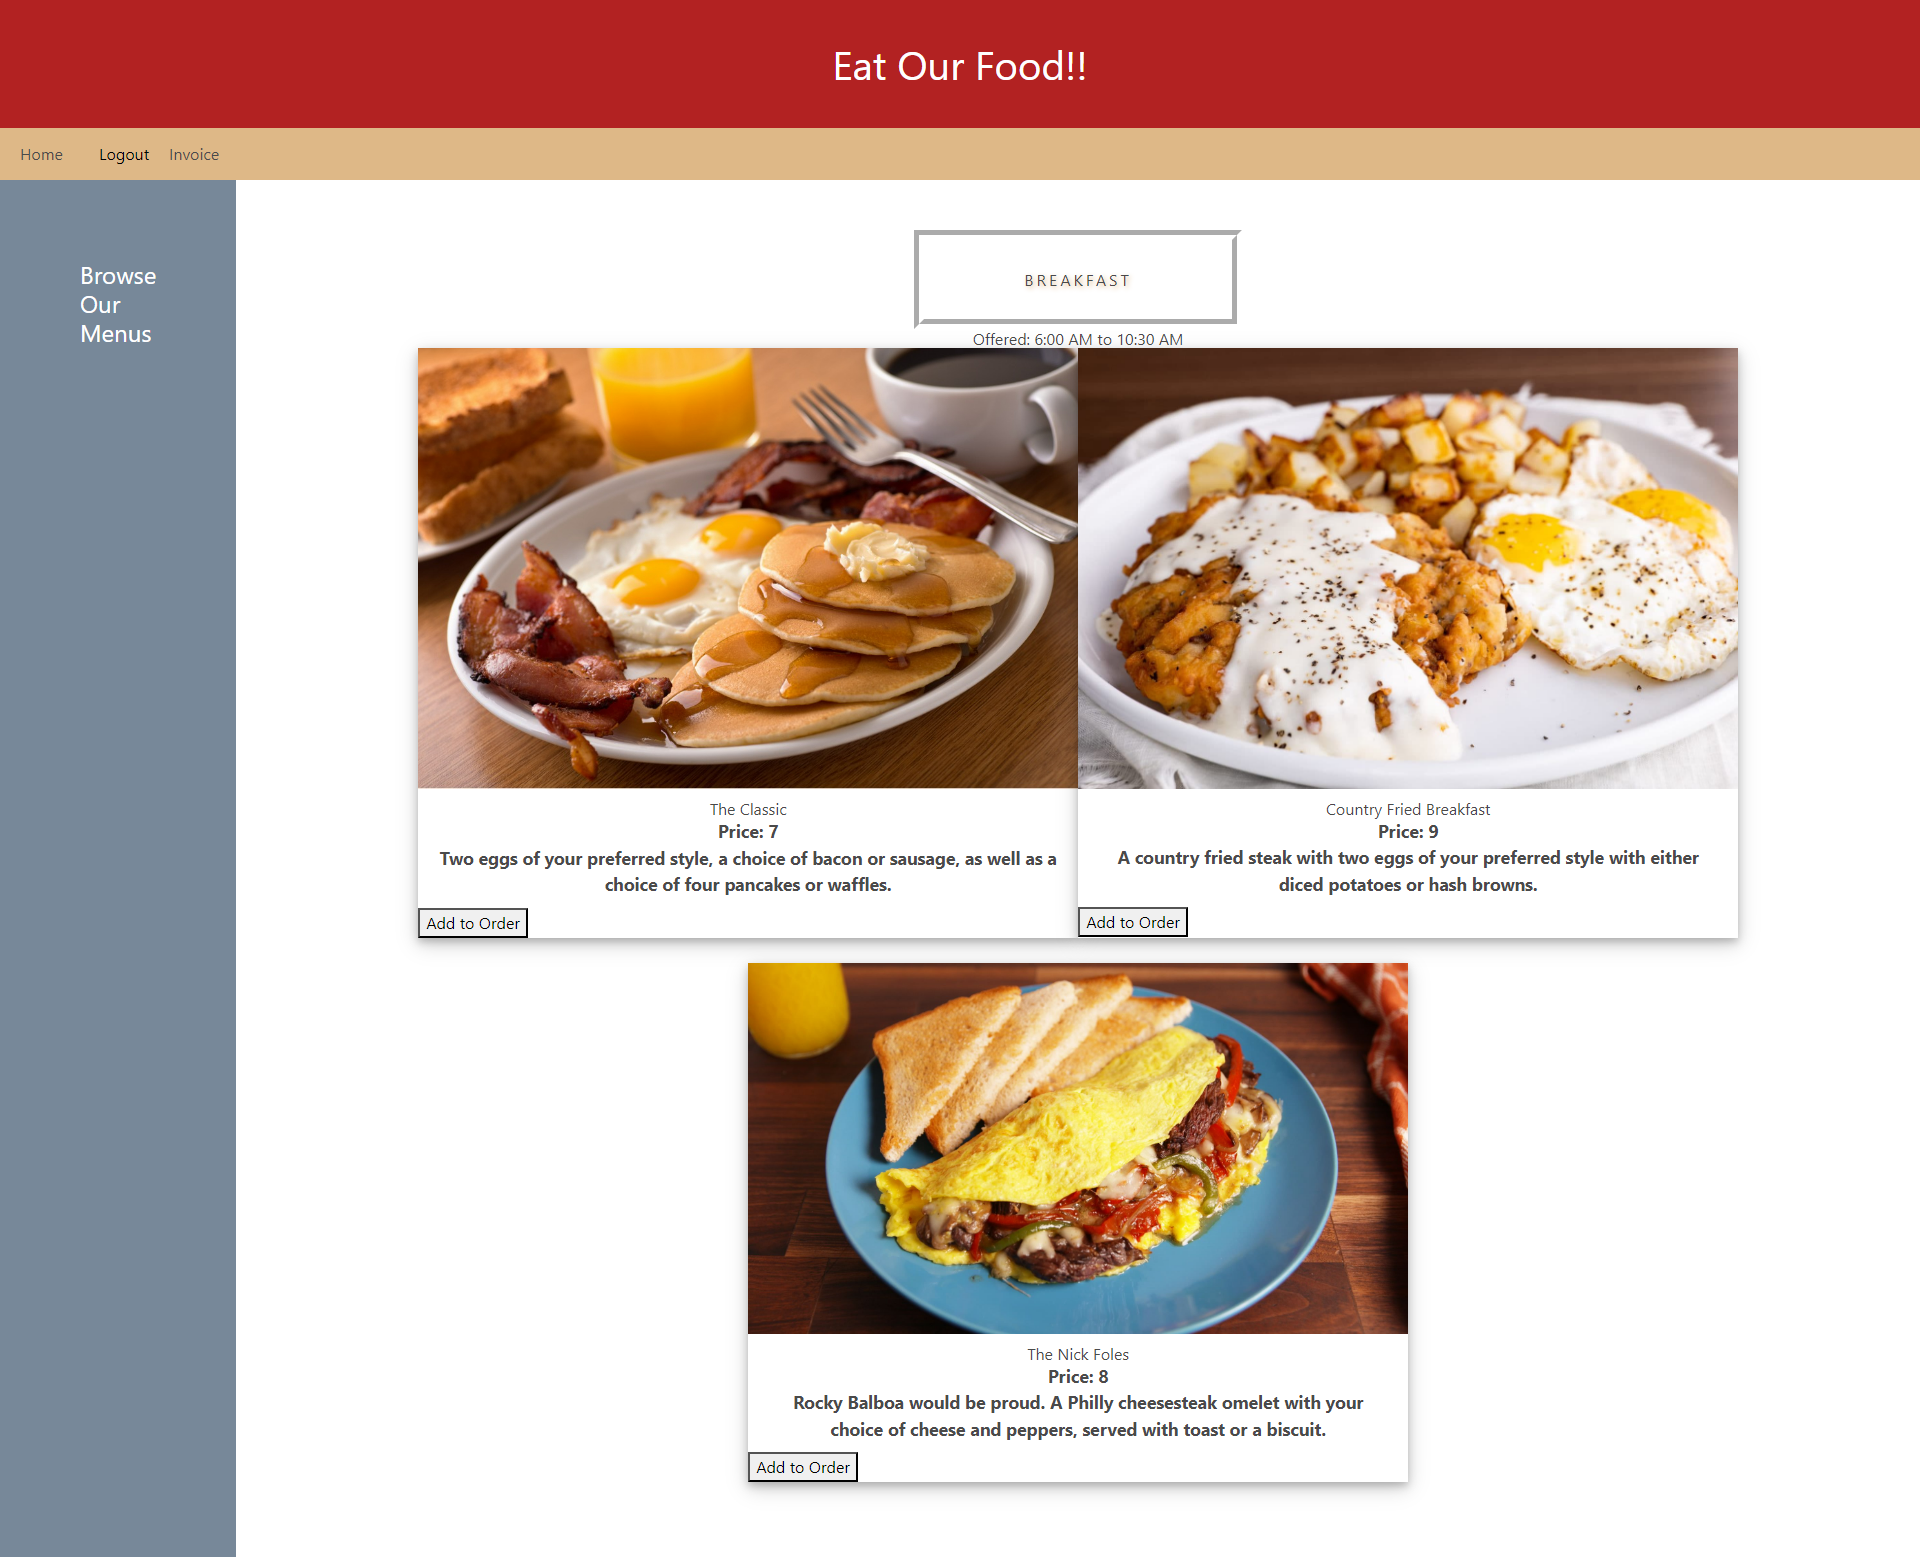 Eat Our Food!!
Home Logout Invoice
Browse
Our
Menus
BREAKFAST
Offered: 6:00 AM to 10:30 AM
The Classic
Price: 7
Two eggs of your preferred style, a choice of bacon or sausage, as well as a
choice of four pancakes or waffles.
Add to Order
Country Fried Breakfast
Price: 9
A country fried steak with two eggs of your preferred style with either
diced potatoes or hash browns.
Add to Order
The Nick Foles
Price: 8
Rocky Balboa would be proud. A Philly cheesesteak omelet with your
choice of cheese and peppers, served with toast or a biscuit.
Add to Order